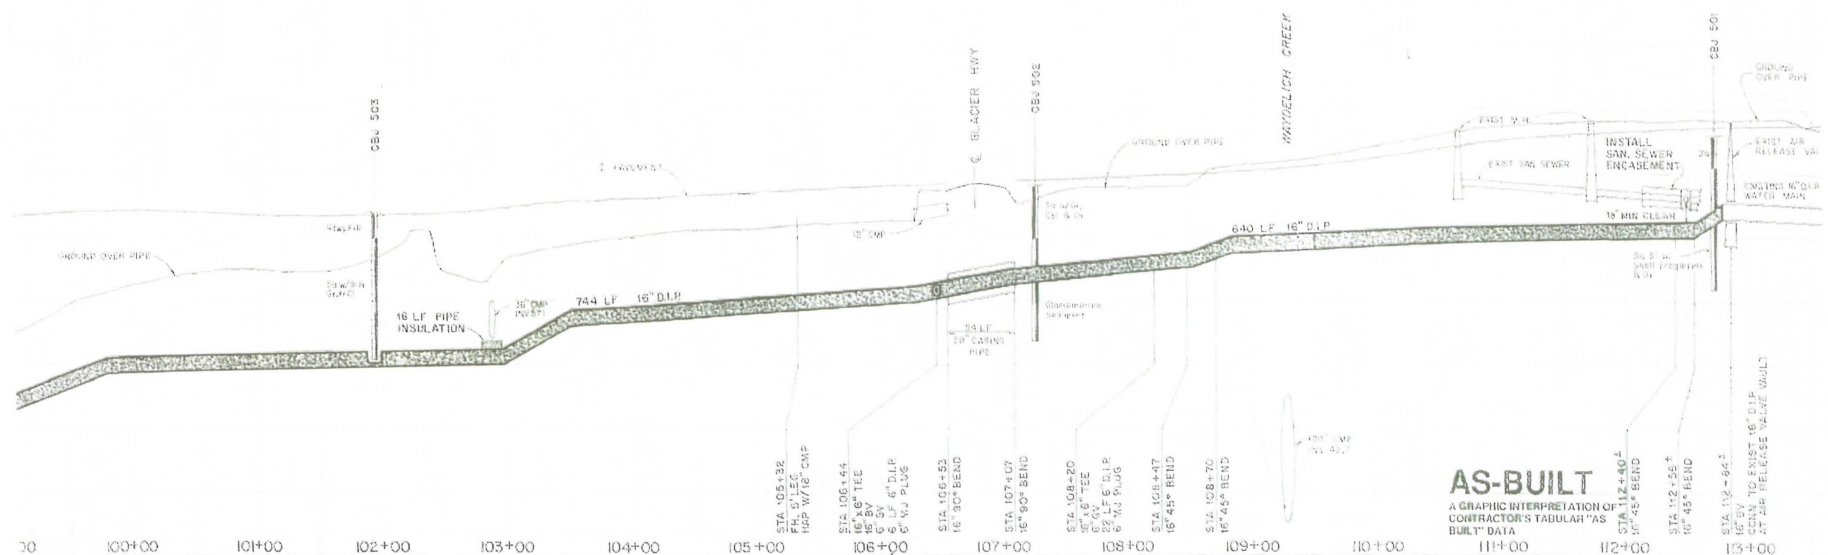 CBJ 503
℄ GLACIER HWY
CBJ 502
WAYDELICH CREEK
CBJ 501
GROUND
OVER PIPE
℄ PAVEMENT
GROUND OVER PIPE
EXIST. M.H.
INSTALL
SAN. SEWER
ENCASEMENT
EXIST. AIR
RELEASE VAL
EXIST. SAN. SEWER
EXISTING 16" D.I.P.
WATER MAIN
18" MIN CLEAR
640 LF 16" D.I.P.
GROUND OVER PIPE
18" CMP
744 LF 16" D.I.P.
36" CMP
16 LF PIPE
INSULATION
Glaciomarine
Sediment
54 LF
CASING
PIPE
STA 105+32
FH, 5' LEG
HAP W/18" CMP
STA 106+44
16" x 6" TEE
16" BV
6" GV
6 LF 6" D.I.P.
6" MJ PLUG
STA 106+53
16" 90° BEND
STA 107+07
16" 90° BEND
STA 108+20
16" x 6" TEE
6" GV
22 LF 6" D.I.P.
6" MJ PLUG
STA 108+47
16" 45° BEND
STA 108+70
16" 45° BEND
STA 112+40±
16" 45° BEND
STA 112+55±
16" 45° BEND
STA 112+84±
16" BV
CONN. TO EXIST. 16" D.I.P.
AT AIR RELEASE VALVE VAULT
AS-BUILT
A GRAPHIC INTERPRETATION OF
CONTRACTOR'S TABULAR "AS
BUILT" DATA
00 100+00 101+00 102+00 103+00 104+00 105+00 106+00 107+00 108+00 109+00 110+00 111+00 112+00 113+00